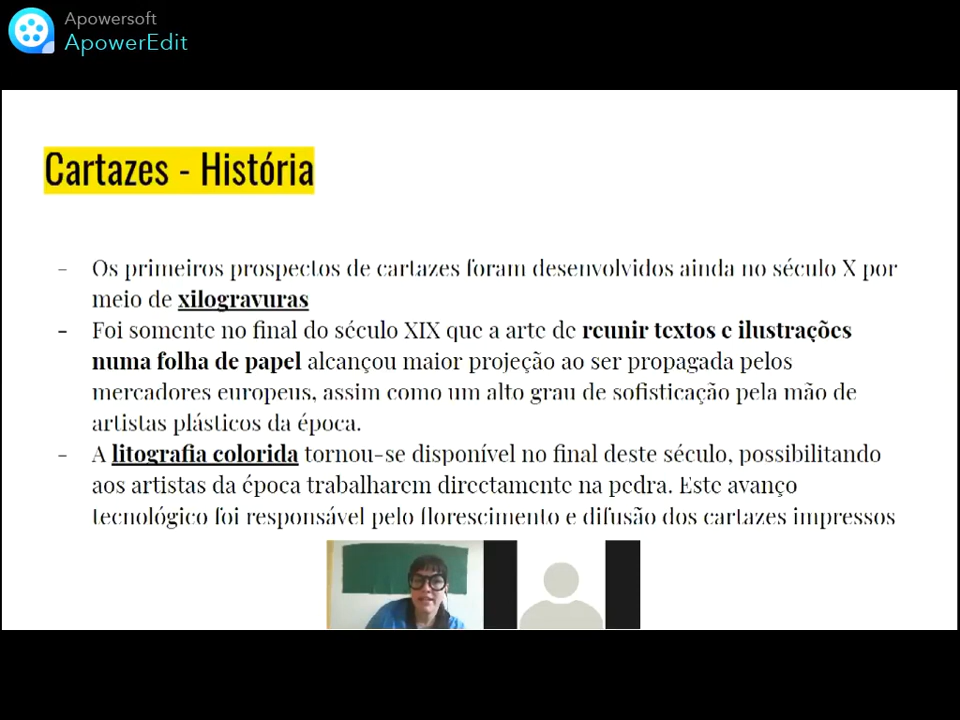 Apowersoft
ApowerEdit
Cartazes - História
- Os primeiros prospectos de cartazes foram desenvolvidos ainda no século X por
meio de xilogravuras
- Foi somente no final do século XIX que a arte de reunir textos e ilustrações
numa folha de papel alcançou maior projeção ao ser propagada pelos
mercadores europeus, assim como um alto grau de sofisticação pela mão de
artistas plásticos da época.
- A litografia colorida tornou-se disponível no final deste século, possibilitando
aos artistas da época trabalharem directamente na pedra. Este avanço
tecnológico foi responsável pelo florescimento e difusão dos cartazes impressos